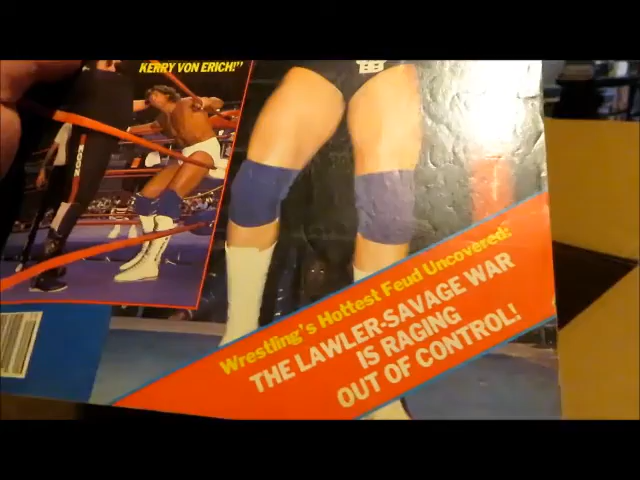 KERRY VON ERICH!"
Wrestling's Hottest Feud Uncovered:
THE LAWLER-SAVAGE WAR
IS RAGING
OUT OF CONTROL!